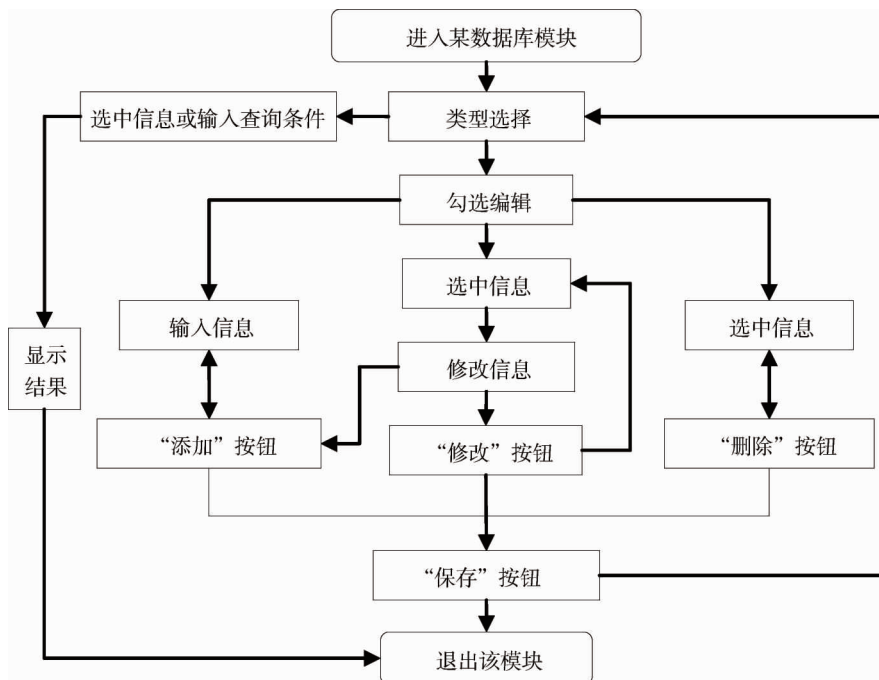 进入某数据库模块
选中信息或输入查询条件
类型选择
勾选编辑
选中信息
输入信息
选中信息
显示
结果
修改信息
“添加”按钮
“修改”按钮
“删除”按钮
“保存”按钮
退出该模块